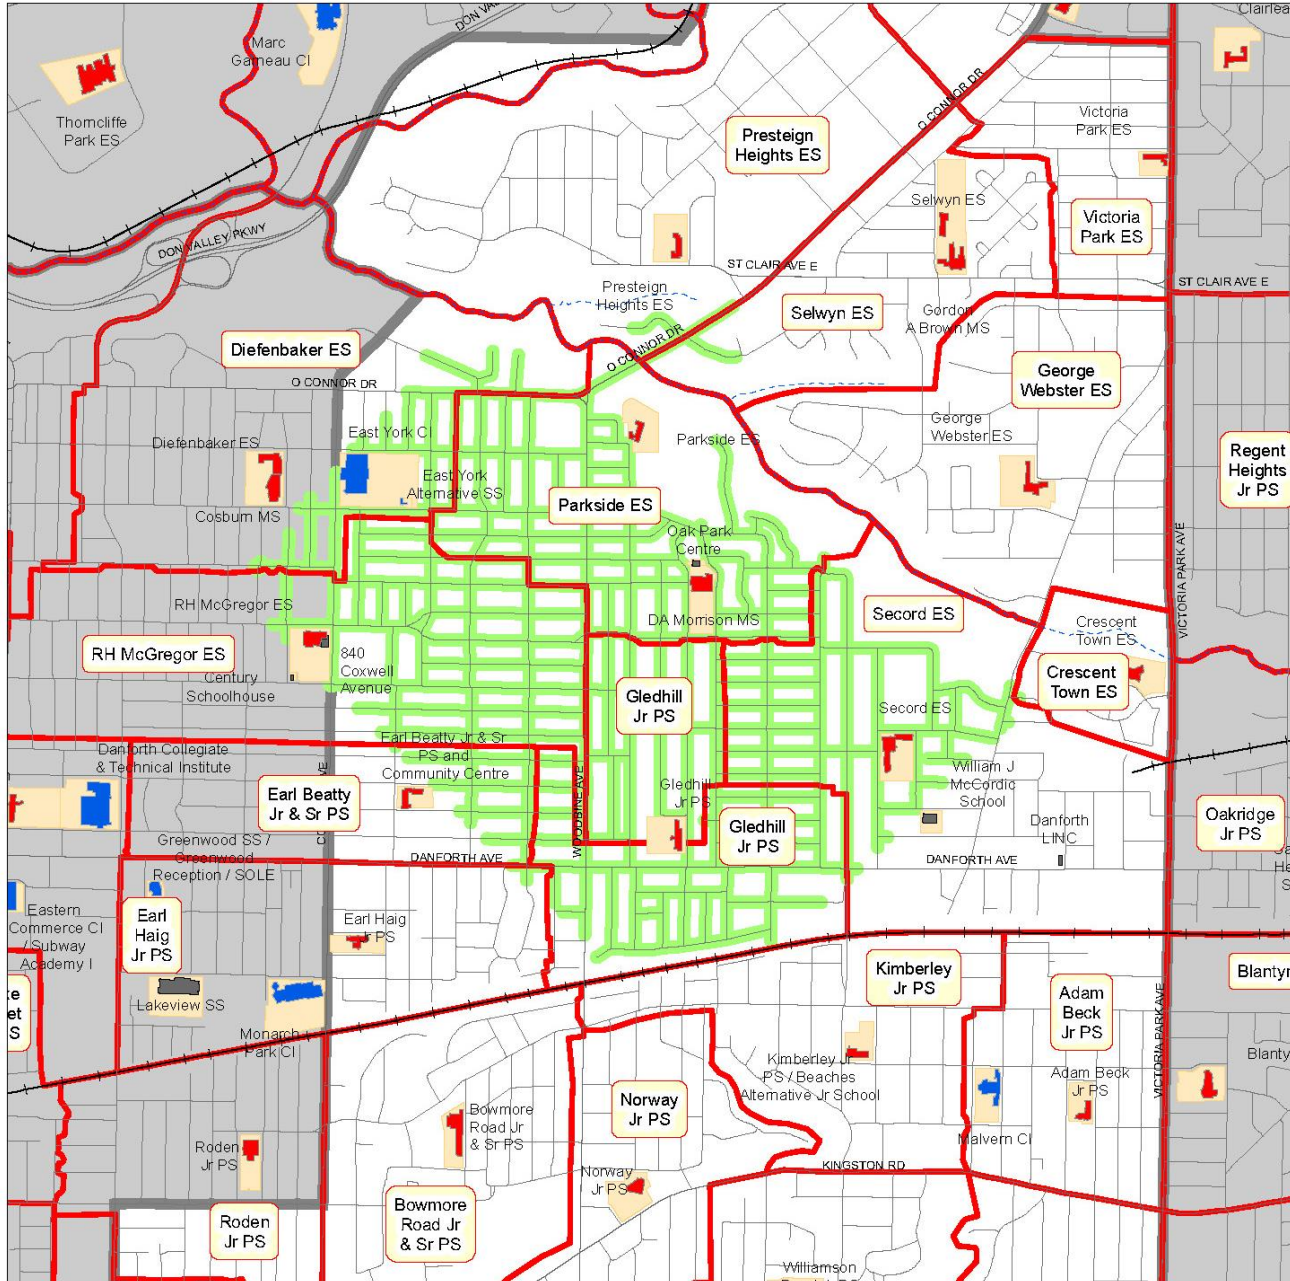 DON VAL
Clairlea
Marc
Garneau CI
Thorncliffe
Park ES
O CONNOR DR
Victoria
Park ES
Presteign
Heights ES
Selwyn ES
Victoria
Park ES
DON VALLEY PKWY
ST CLAIR AVE E
ST CLAIR AVE E
Presteign
Heights ES
Selwyn ES
Gordon
A Brown MS
Diefenbaker ES
O CONNOR DR
O CONNOR DR
George
Webster ES
George
Webster ES
East York CI
Diefenbaker ES
Parkside ES
Regent
Heights
Jr PS
East York
Alternative SS
Parkside ES
Cosburn MS
Oak Park
Centre
VICTORIA PARK AVE
RH McGregor ES
DA Morrison MS
Secord ES
Crescent
Town ES
RH McGregor ES
840
Coxwell
Avenue
Century
Schoolhouse
Crescent
Town ES
Gledhill
Jr PS
Secord ES
Danforth Collegiate
& Technical Institute
Earl Beatty Jr & Sr
PS and
Community Centre
William J
McCordic
School
Earl Beatty
Jr & Sr PS
WOODBINE AVE
Gledhill
Jr PS
Gledhill
Jr PS
Danforth
LINC
Oakridge
Jr PS
Greenwood SS /
Greenwood
Reception / SOLE
DANFORTH AVE
DANFORTH AVE
Eastern
Commerce CI
/ Subway
Academy I
Earl
Haig
Jr PS
Earl Haig
Jr PS
Lakeview SS
Monarch
Park CI
Kimberley
Jr PS
Adam
Beck
Jr PS
VICTORIA PARK AVE
Blantyr
Blanty
Kimberley Jr
PS / Beaches
Alternative Jr School
Adam Beck
Jr PS
Norway
Jr PS
Bowmore
Road Jr
& Sr PS
Malvern CI
Roden
Jr PS
Norway
Jr PS
KINGSTON RD
Bowmore
Road Jr
& Sr PS
Roden
Jr PS
Williamson